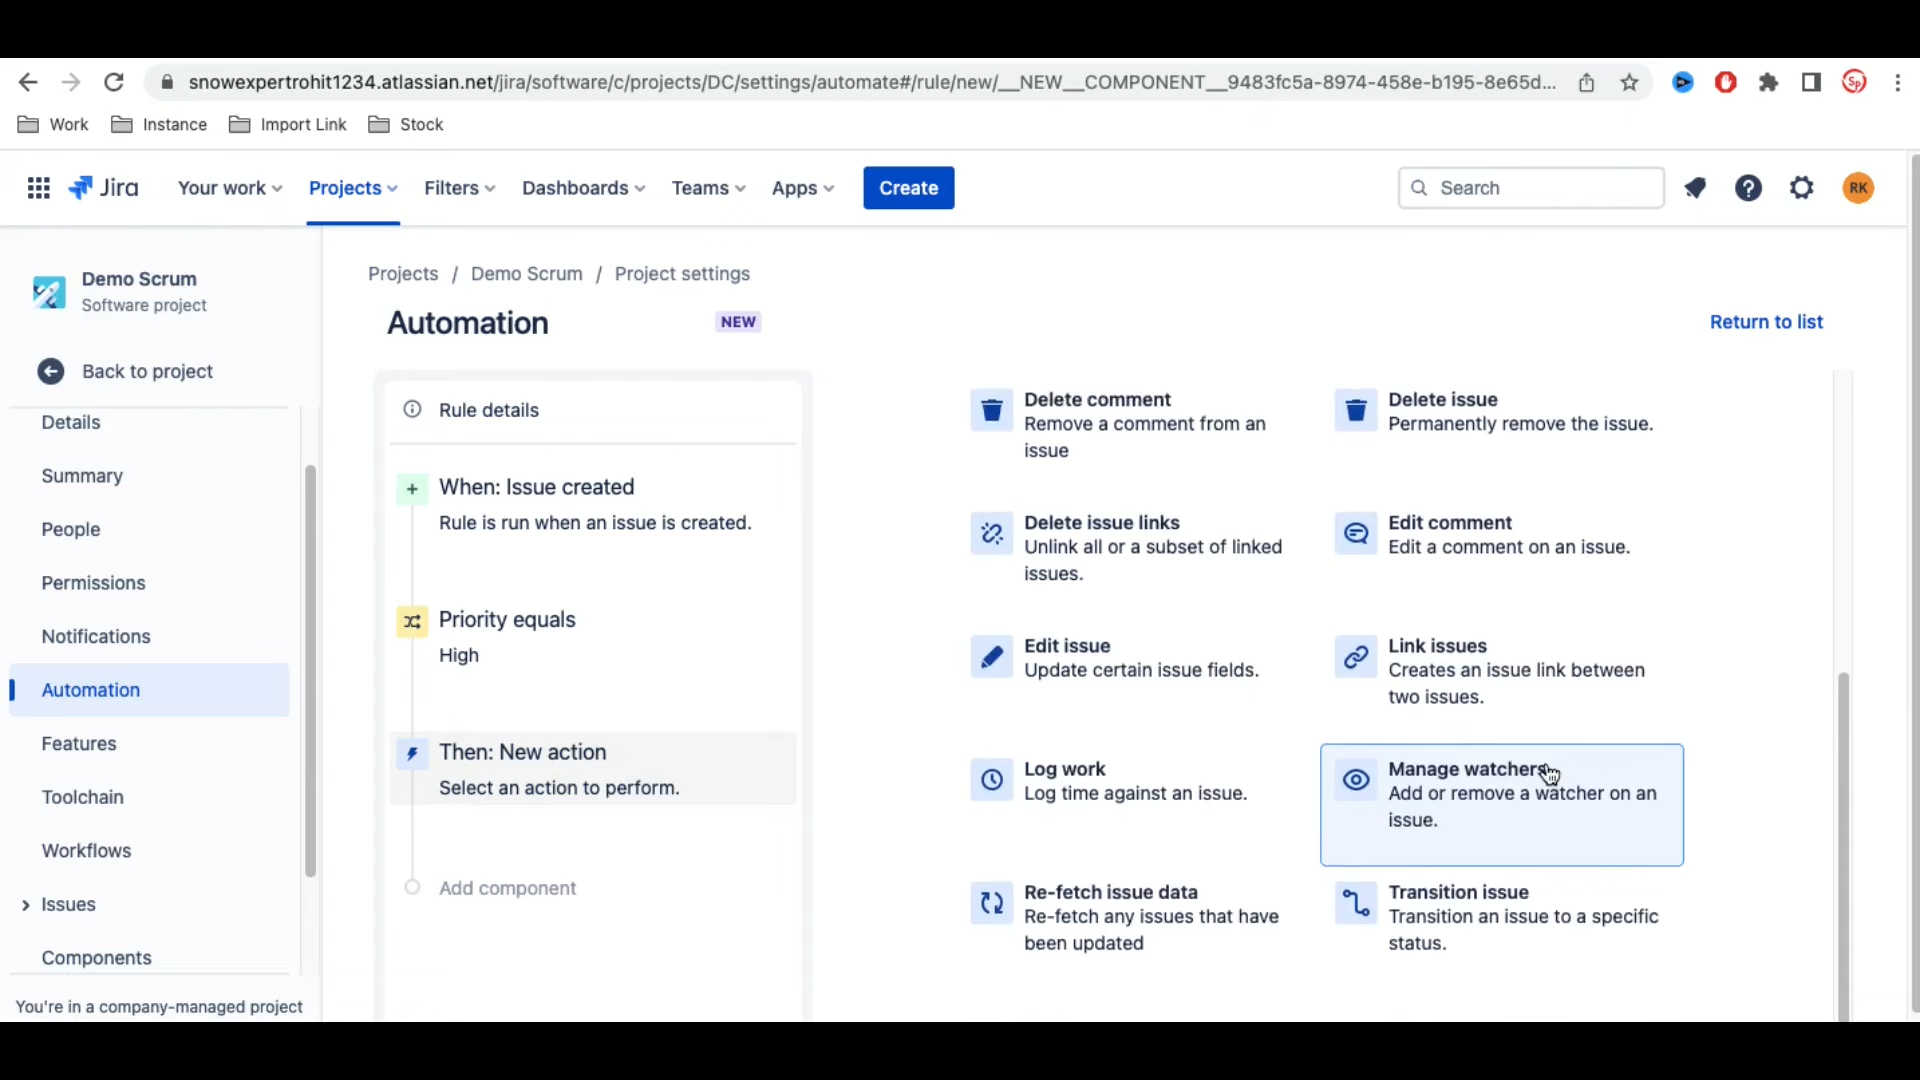 snowexpertrohit1234.atlassian.net/jira/software/c/projects/DC/settings/automate#/rule/new/__NEW__COMPONENT__9483fc5a-8974-458e-b195-8e65d...
Sp
Work Instance Import Link Stock
Jira Your work Projects Filters Dashboards Teams Apps Create Search RK
Demo Scrum
Software project
Back to project
Details
Summary
People
Permissions
Notifications
Automation
Features
Toolchain
Workflows
Issues
Components
You're in a company-managed project
Projects / Demo Scrum / Project settings
Automation NEW Return to list
Rule details
When: Issue created
Rule is run when an issue is created.
Priority equals
High
Then: New action
Select an action to perform.
Add component
Delete comment
Remove a comment from an
issue
Delete issue
Permanently remove the issue.
Delete issue links
Unlink all or a subset of linked
issues.
Edit comment
Edit a comment on an issue.
Edit issue
Update certain issue fields.
Link issues
Creates an issue link between
two issues.
Log work
Log time against an issue.
Manage watchers
Add or remove a watcher on an
issue.
Re-fetch issue data
Re-fetch any issues that have
been updated
Transition issue
Transition an issue to a specific
status.